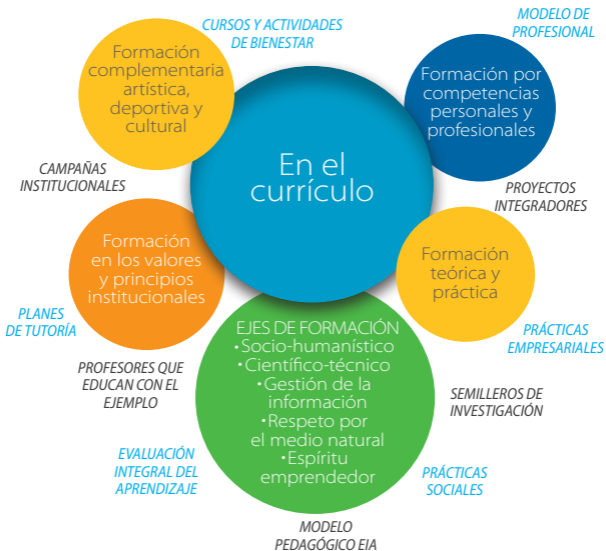 CURSOS Y ACTIVIDADES
DE BIENESTAR
MODELO DE
PROFESIONAL
Formación
complementaria
artística,
deportiva y
cultural
Formación por
competencias
personales y
profesionales
En el
currículo
CAMPAÑAS
INSTITUCIONALES
PROYECTOS
INTEGRADORES
Formación
en los valores
y principios
institucionales
Formación
teórica y
práctica
PLANES
DE TUTORÍA
PRÁCTICAS
EMPRESARIALES
EJES DE FORMACIÓN
•Socio-humanístico
•Científico-técnico
•Gestión de la
información
•Respeto por
el medio natural
•Espíritu
emprendedor
PROFESORES QUE
EDUCAN CON EL
EJEMPLO
SEMILLEROS DE
INVESTIGACIÓN
EVALUACIÓN
INTEGRAL DEL
APRENDIZAJE
PRÁCTICAS
SOCIALES
MODELO
PEDAGÓGICO EIA